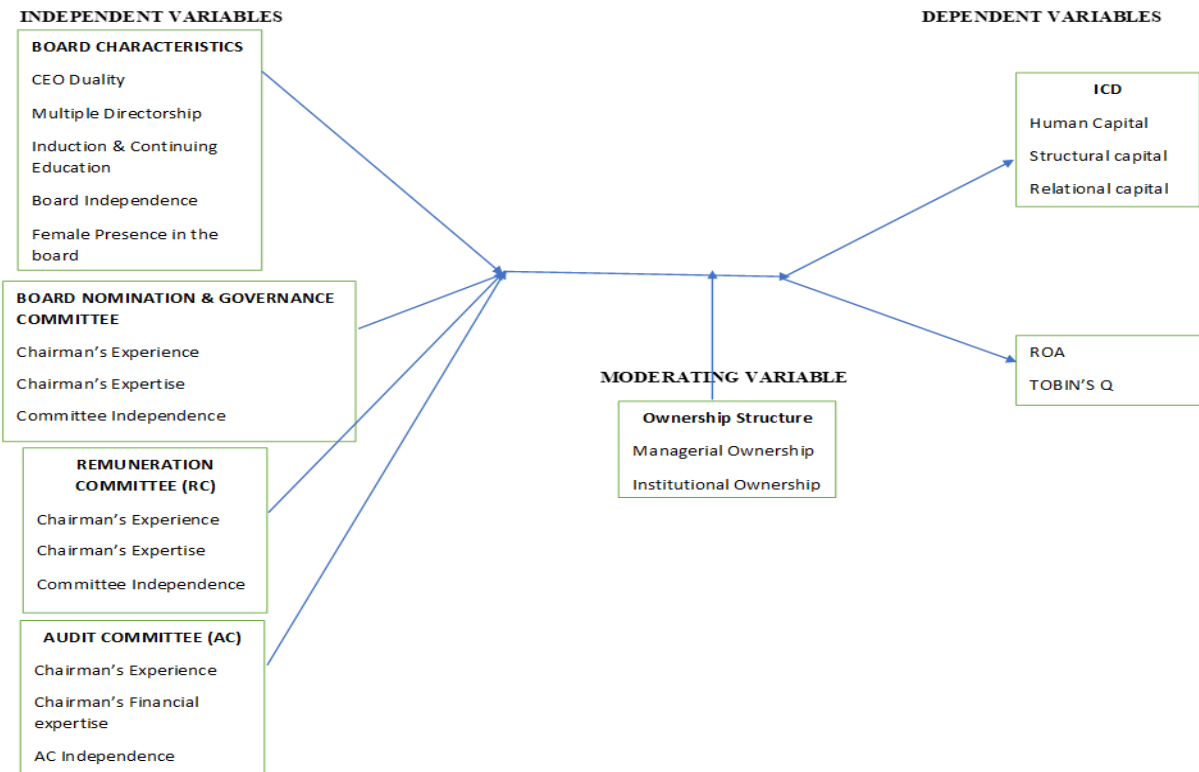 INDEPENDENT VARIABLES
BOARD CHARACTERISTICS
CEO Duality
Multiple Directorship
Induction & Continuing
Education
Board Independence
Female Presence in the
board
BOARD NOMINATION & GOVERNANCE
COMMITTEE
Chairman’s Experience
Chairman’s Expertise
Committee Independence
REMUNERATION
COMMITTEE (RC)
Chairman’s Experience
Chairman’s Expertise
Committee Independence
AUDIT COMMITTEE (AC)
Chairman’s Experience
Chairman’s Financial
expertise
AC Independence
MODERATING VARIABLE
Ownership Structure
Managerial Ownership
Institutional Ownership
DEPENDENT VARIABLES
ICD
Human Capital
Structural capital
Relational capital
ROA
TOBIN’S Q